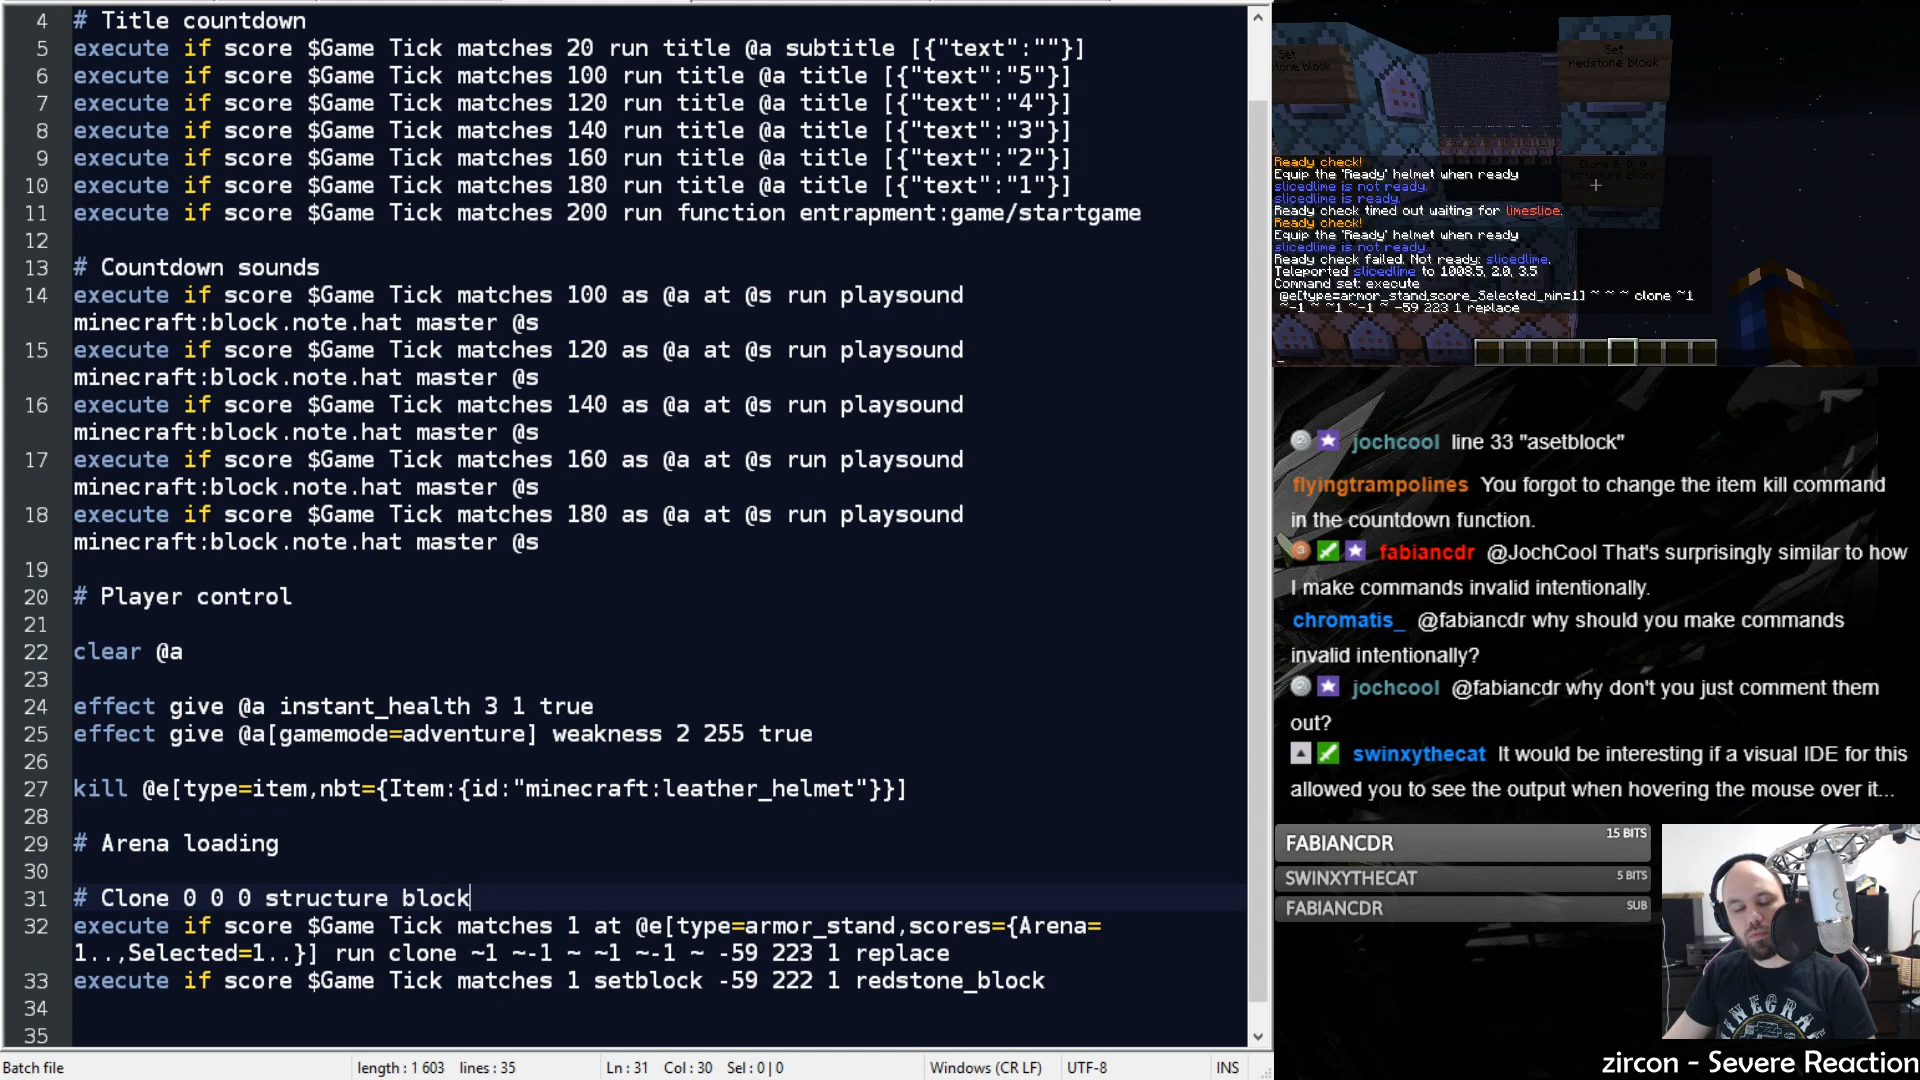 4 # Title countdown
5 execute if score $Game Tick matches 20 run title @a subtitle [{"text":""}]
6 execute if score $Game Tick matches 100 run title @a title [{"text":"5"}]
7 execute if score $Game Tick matches 120 run title @a title [{"text":"4"}]
8 execute if score $Game Tick matches 140 run title @a title [{"text":"3"}]
9 execute if score $Game Tick matches 160 run title @a title [{"text":"2"}]
10 execute if score $Game Tick matches 180 run title @a title [{"text":"1"}]
11 execute if score $Game Tick matches 200 run function entrapment:game/startgame
12
13 # Countdown sounds
14 execute if score $Game Tick matches 100 as @a at @s run playsound
minecraft:block.note.hat master @s
15 execute if score $Game Tick matches 120 as @a at @s run playsound
minecraft:block.note.hat master @s
16 execute if score $Game Tick matches 140 as @a at @s run playsound
minecraft:block.note.hat master @s
17 execute if score $Game Tick matches 160 as @a at @s run playsound
minecraft:block.note.hat master @s
18 execute if score $Game Tick matches 180 as @a at @s run playsound
minecraft:block.note.hat master @s
19
20 # Player control
21
22 clear @a
23
24 effect give @a instant_health 3 1 true
25 effect give @a[gamemode=adventure] weakness 2 255 true
26
27 kill @e[type=item,nbt={Item:{id:"minecraft:leather_helmet"}}]
28
29 # Arena loading
30
31 # Clone 0 0 0 structure block
32 execute if score $Game Tick matches 1 at @e[type=armor_stand,scores={Arena=
1..,Selected=1..}] run clone ~1 ~-1 ~ ~1 ~-1 ~ -59 223 1 replace
33 execute if score $Game Tick matches 1 setblock -59 222 1 redstone_block
34
35
Batch file length : 1 603 lines : 35 Ln : 31 Col : 30 Sel : 0 | 0 Windows (CR LF) UTF-8 INS
Set
redstone block
Ready check!
Equip the 'Ready' helmet when ready
slicedlime is not ready.
slicedlime is ready.
Ready check timed out waiting for limeslice.
Ready check!
Equip the 'Ready' helmet when ready
slicedlime is not ready.
Ready check failed. Not ready: slicedlime.
Teleported slicedlime to 1008.5, 2.0, 3.5
Command set: execute
@e[type=armor_stand,score_Selected_min=1] ~ ~ ~ clone ~1
~-1 ~ ~1 ~-1 ~ -59 223 1 replace
jochcool line 33 "asetblock"
flyingtrampolines You forgot to change the item kill command
in the countdown function.
fabiancdr @JochCool That's surprisingly similar to how
I make commands invalid intentionally.
chromatis_ @fabiancdr why should you make commands
invalid intentionally?
jochcool @fabiancdr why don't you just comment them
out?
swinxythecat It would be interesting if a visual IDE for this
allowed you to see the output when hovering the mouse over it...
FABIANCDR 15 BITS
SWINXYTHECAT 5 BITS
FABIANCDR SUB
zircon - Severe Reaction